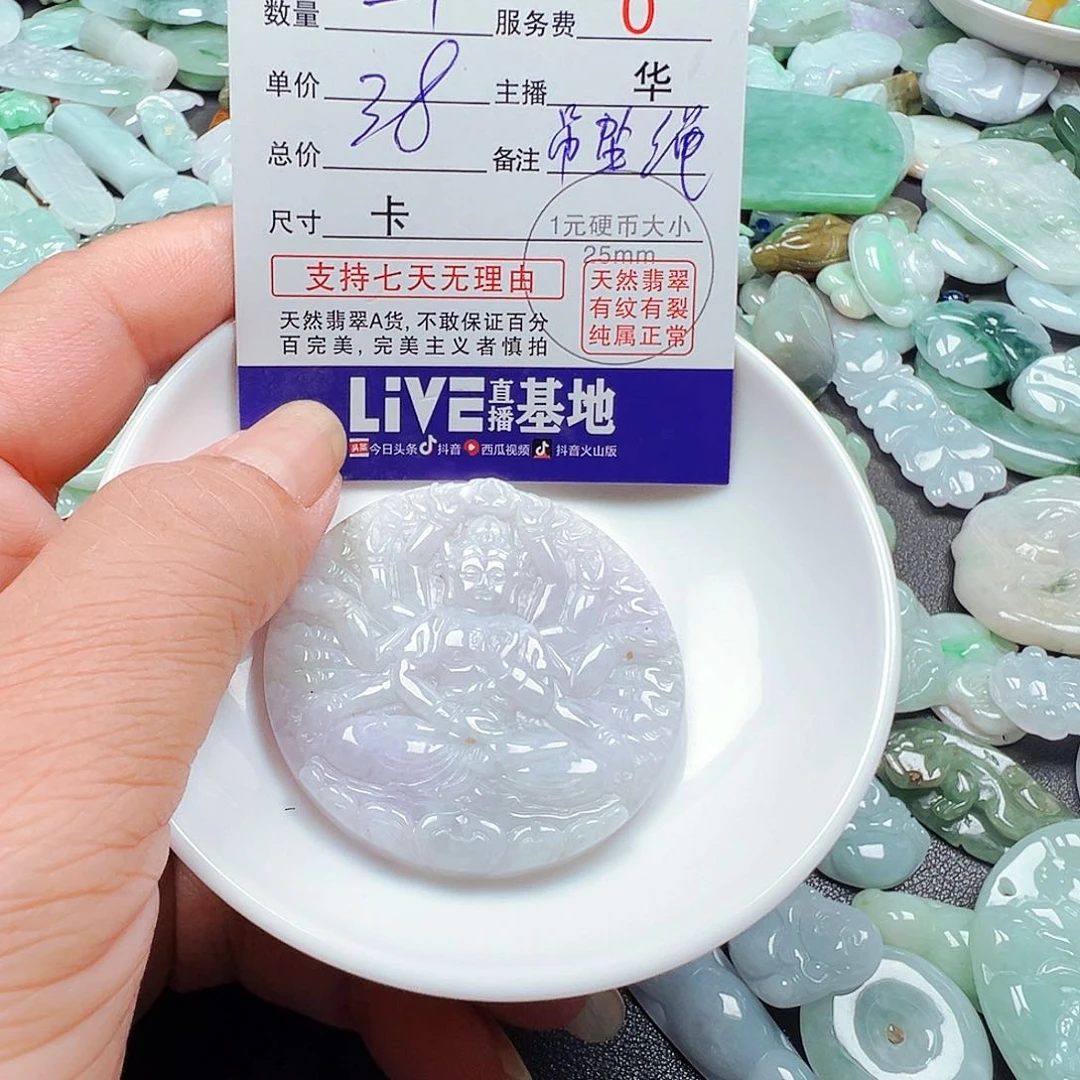 数量 服务费 0
单价 38 主播 华
总价 备注 吊坠绳
尺寸 卡 1元硬币大小
25mm
支持七天无理由
天然翡翠
有纹有裂
纯属正常
天然翡翠A货,不敢保证百分
百完美,完美主义者慎拍
LiVE直播基地
头条 今日头条 抖音 西瓜视频 抖音火山版